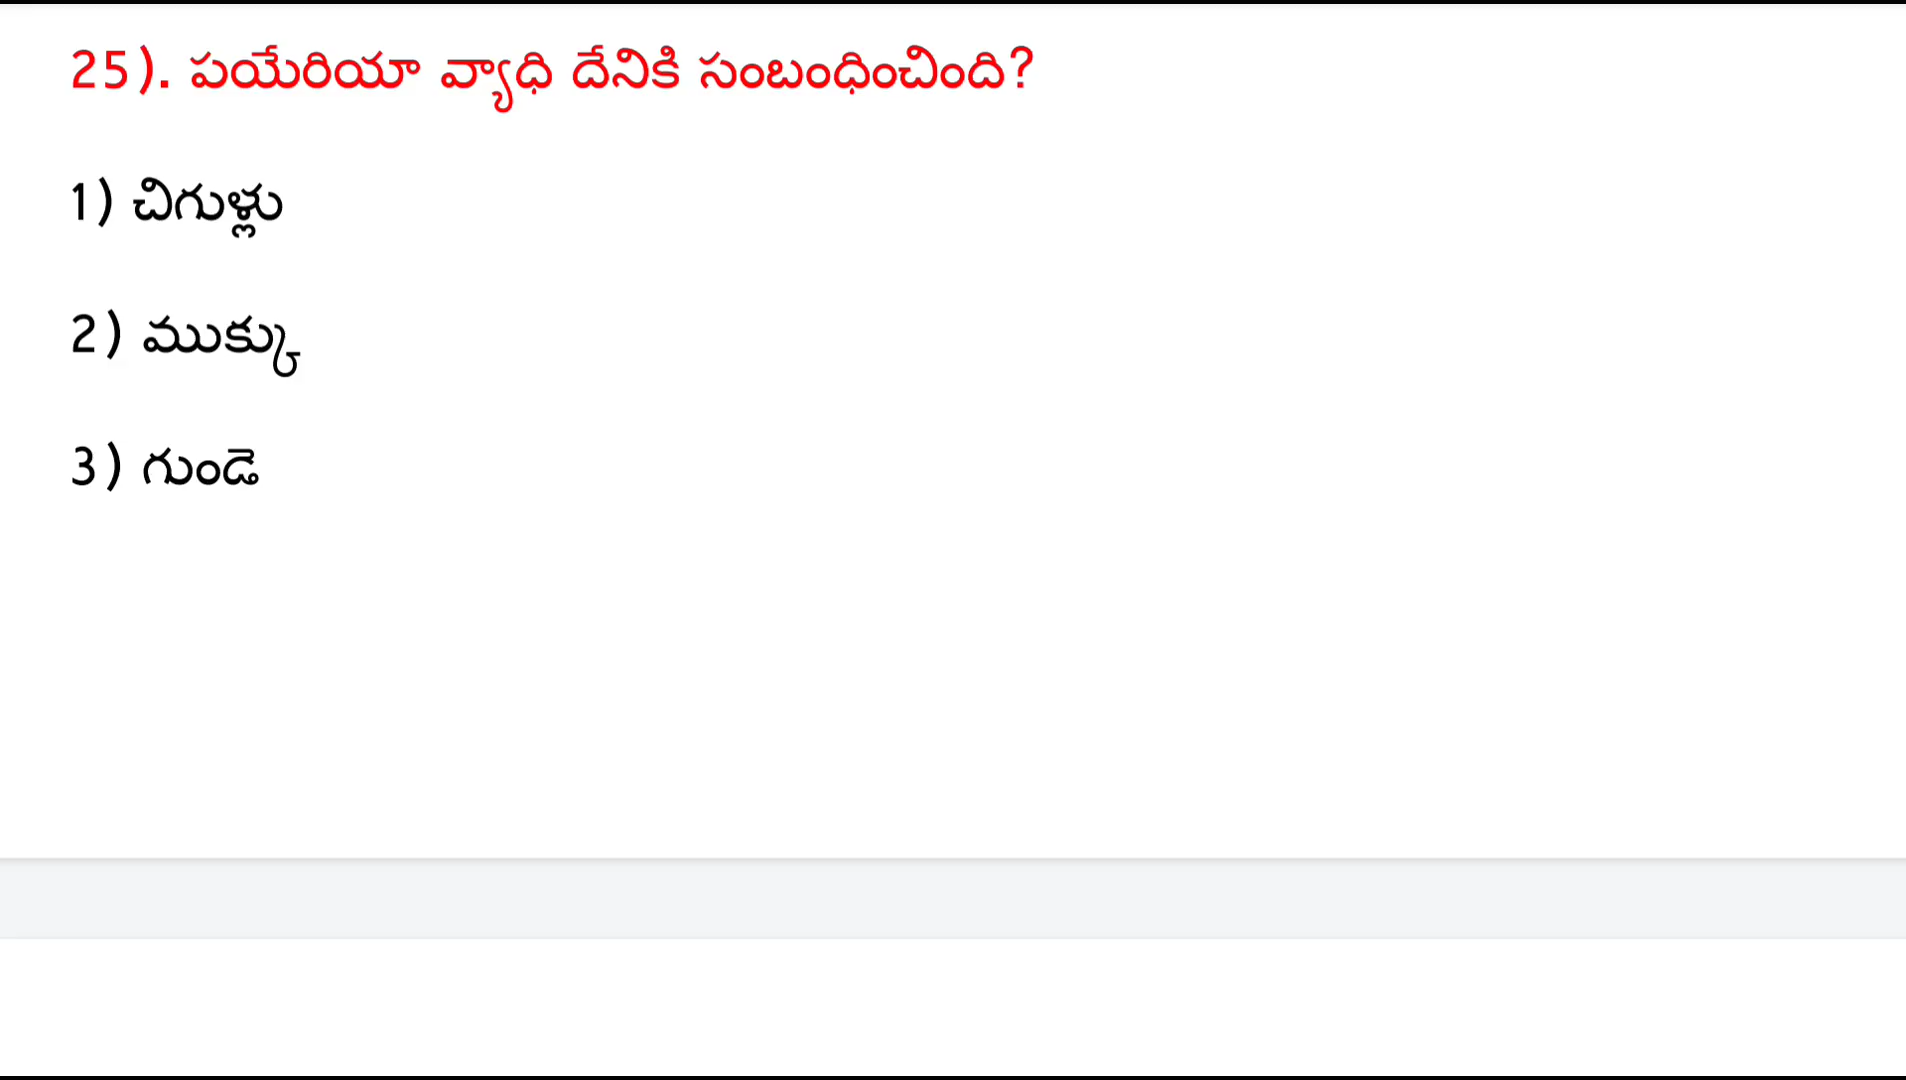 25). పయేరియా వ్యాధి దేనికి సంబంధించింది?
1) చిగుళ్లు
2) ముక్కు
3) గుండె